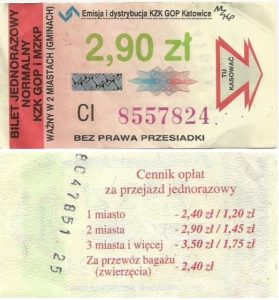 Emisja i dystrybucja KZK GOP Katowice
MZKP
BILET JEDNORAZOWY
NORMALNY
KZK GOP i MZKP
WAŻNY W 2 MIASTACH (GMINACH)
2,90 zł
TU
KASOWAĆ
CI 8557824
BEZ PRAWA PRZESIADKI
8047851 25
Cennik opłat
za przejazd jednorazowy
1 miasto - 2,40 zł / 1,20 zł
2 miasta - 2,90 zł / 1,45 zł
3 miasta i więcej - 3,50 zł / 1,75 zł
Za przewóz bagażu
(zwierzęcia) - 2,40 zł